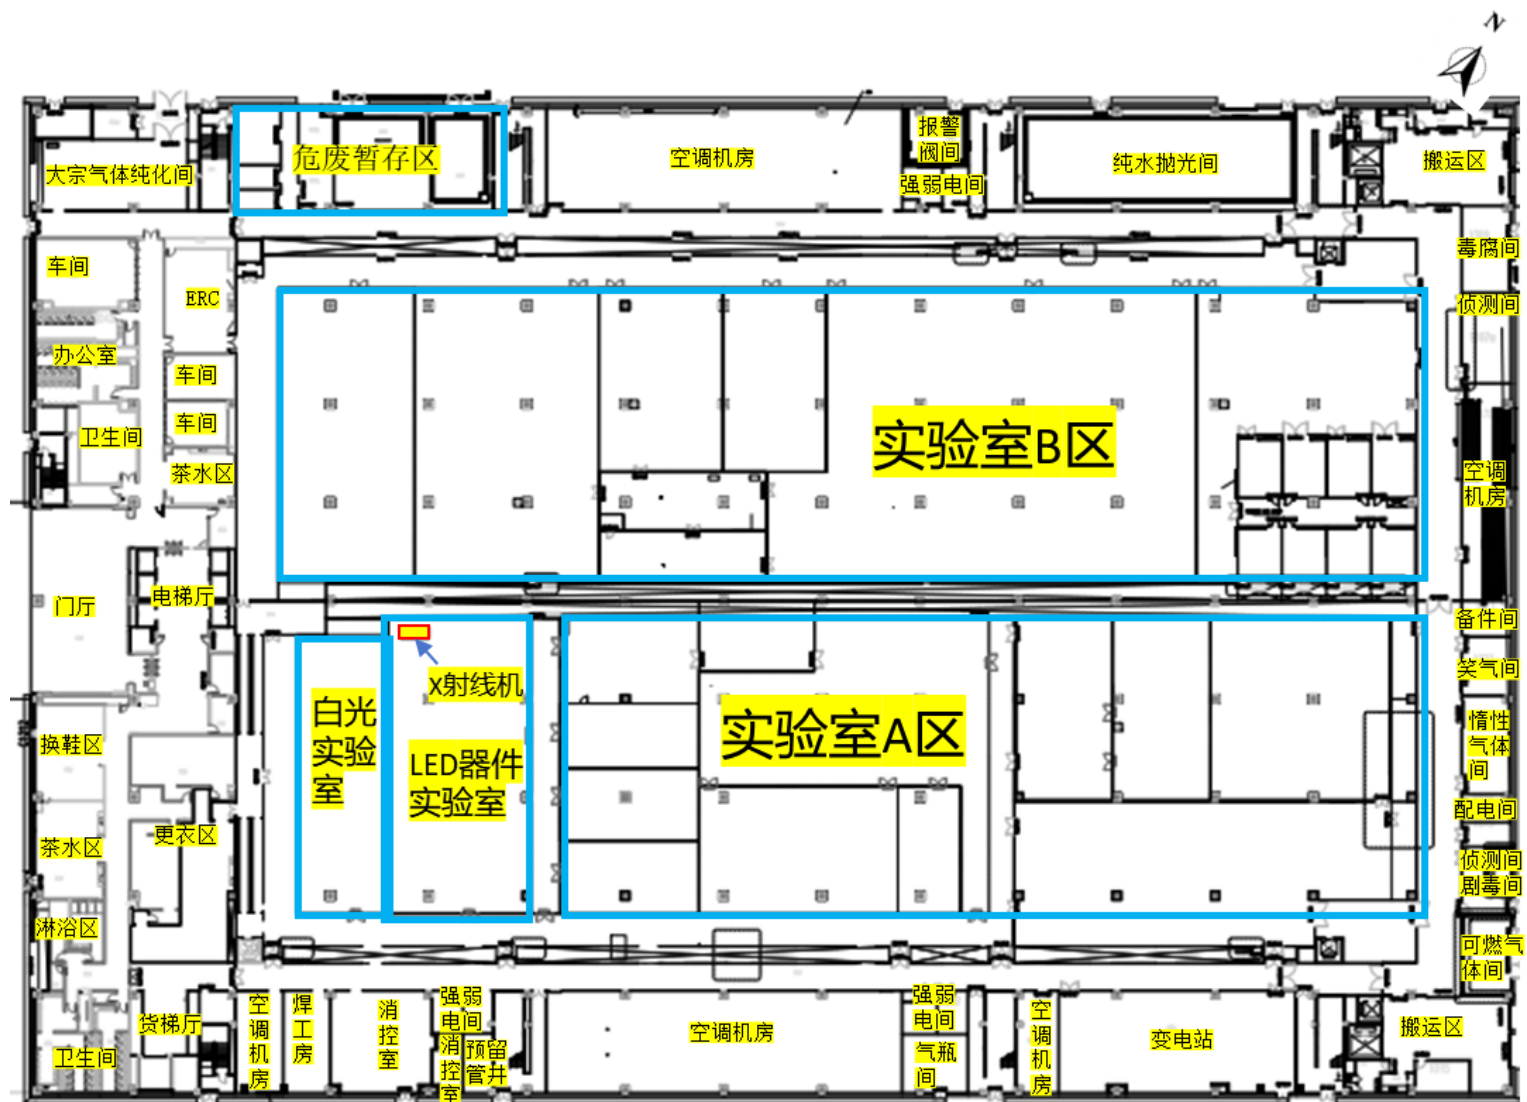 N
危废暂存区
大宗气体纯化间
空调机房
报警
阀间
强弱电间
纯水抛光间
搬运区
车间
ERC
办公室
车间
车间
卫生间
茶水区
毒腐间
侦测间
实验室B区
空调
机房
门厅
电梯厅
备件间
笑气间
X射线机
白光
实验
室
LED器件
实验室
实验室A区
惰性
气体
间
换鞋区
配电间
更衣区
茶水区
侦测间
剧毒间
淋浴区
可燃气
体间
货梯厅
卫生间
空
调
机
房
焊
工
房
消
控
室
强弱
电间
消
控
室
预留
管井
空调机房
强弱
电间
气瓶
间
空
调
机
房
变电站
搬运区